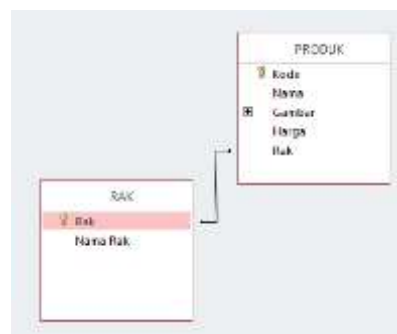 PRODUK
Kode
Nama
Gambar
Harga
Rak
RAK
Rak
Nama Rak